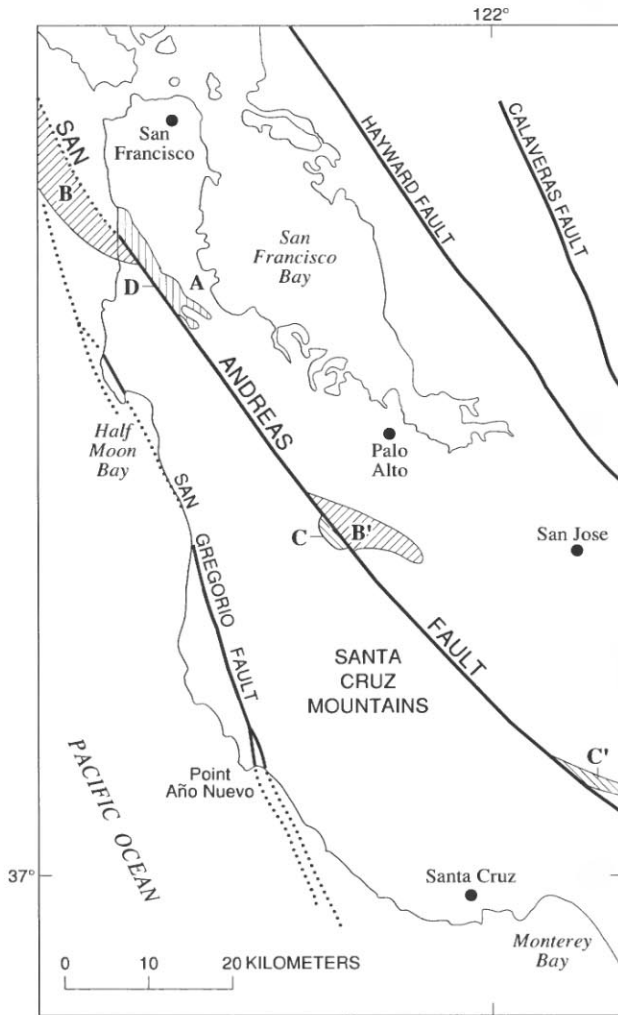 122°
SAN
San
Francisco
B
HAYWARD FAULT
CALAVERAS FAULT
San
Francisco
Bay
D
A
ANDREAS
Half
Moon
Bay
Palo
Alto
SAN
C
B'
San Jose
GREGORIO
FAULT
FAULT
SANTA
CRUZ
MOUNTAINS
C'
PACIFIC OCEAN
Point
Año Nuevo
37°
Santa Cruz
Monterey
Bay
0 10 20 KILOMETERS